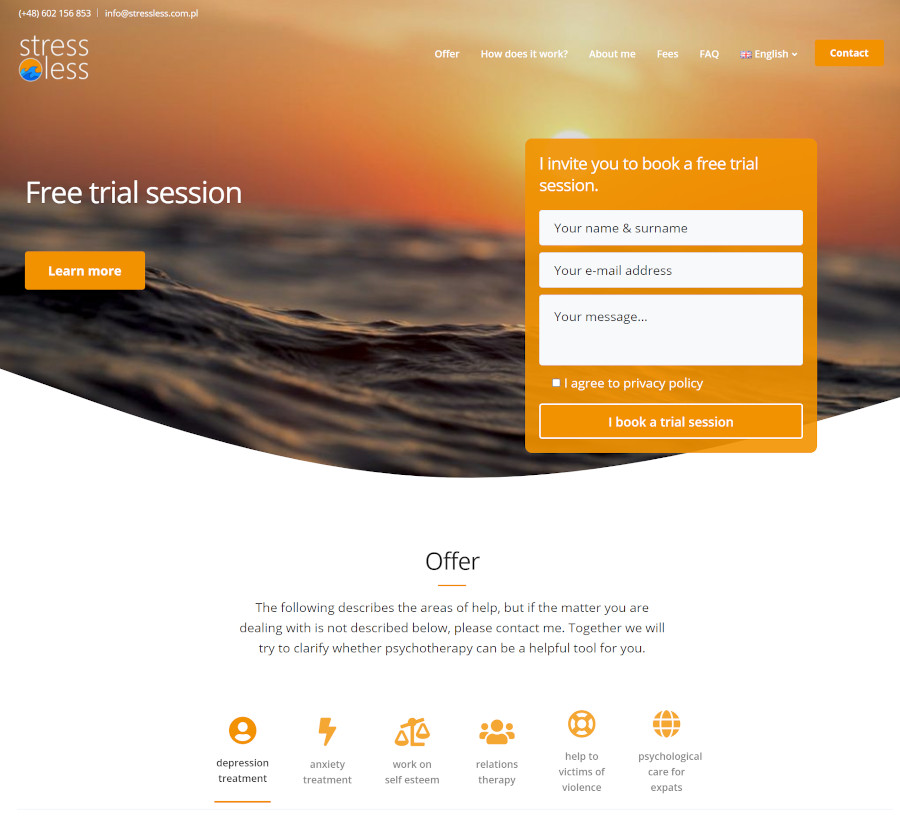 (+48) 602 156 853 | info@stressless.com.pl
stress
less
Offer How does it work? About me Fees FAQ English Contact
Free trial session
Learn more
I invite you to book a free trial
session.
Your name & surname
Your e-mail address
Your message...
I agree to privacy policy
I book a trial session
Offer
The following describes the areas of help, but if the matter you are
dealing with is not described below, please contact me. Together we will
try to clarify whether psychotherapy can be a helpful tool for you.
depression
treatment
anxiety
treatment
work on
self esteem
relations
therapy
help to
victims of
violence
psychological
care for
expats